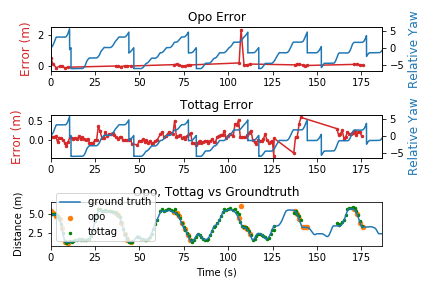 Opo Error
Error (m)
2
0
5
0
−5
Relative Yaw
0 25 50 75 100 125 150 175
Tottag Error
Error (m)
0.5
0.0
5
0
−5
Relative Yaw
0 25 50 75 100 125 150 175
Opo, Tottag vs Groundtruth
Distance (m)
5.0
2.5
ground truth
opo
tottag
0 25 50 75 100 125 150 175
Time (s)